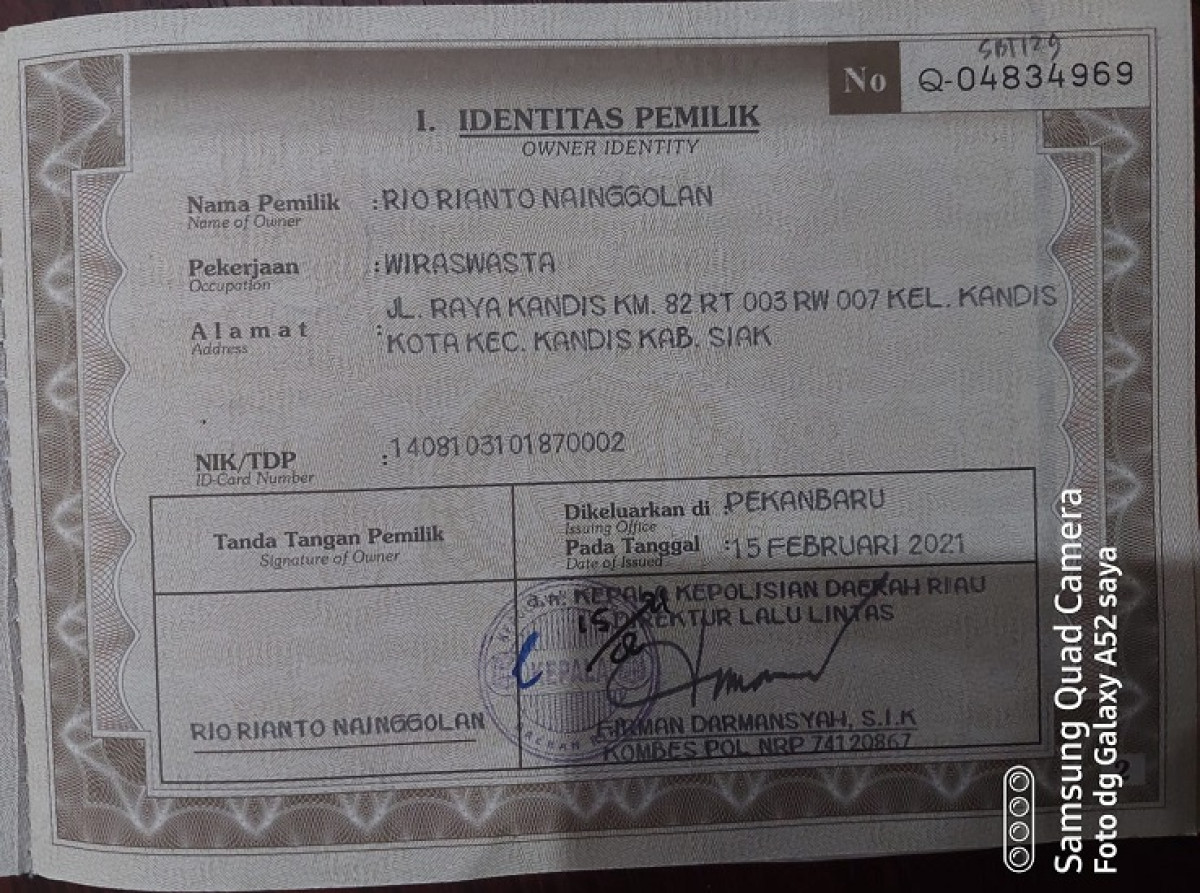 SBT129
No Q-04834969
I. IDENTITAS PEMILIK
OWNER IDENTITY
Nama Pemilik : RIO RIANTO NAINGGOLAN
Name of Owner
Pekerjaan : WIRASWASTA
Occupation
JL. RAYA KANDIS KM. 82 RT 003 RW 007 KEL. KANDIS
Alamat : KOTA KEC. KANDIS KAB. SIAK
Address
NIK/TDP : 1408103101870002
ID-Card Number
Tanda Tangan Pemilik
Signature of Owner
Dikeluarkan di : PEKANBARU
Issuing Office
Pada Tanggal : 15 FEBRUARI 2021
Date of Issued
a.n. KEPALA KEPOLISIAN DAERAH RIAU
DIREKTUR LALU LINTAS
KEPALA
RIO RIANTO NAINGGOLAN
FIRMAN DARMANSYAH, S.I.K
KOMBES POL NRP 74120867
2
Samsung Quad Camera
Foto dg Galaxy A52 saya